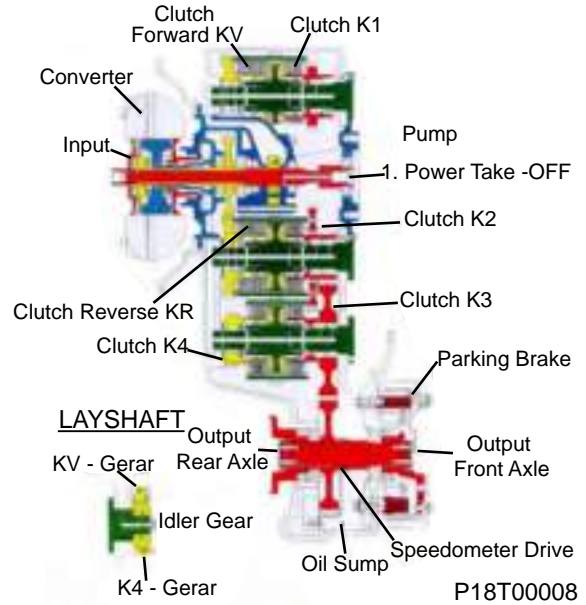 Clutch
Forward KV
Clutch K1
Converter
Input
Pump
1. Power Take -OFF
Clutch K2
Clutch Reverse KR
Clutch K3
Clutch K4
Parking Brake
LAYSHAFT
Output
Rear Axle
Output
Front Axle
KV - Gerar
Idler Gear
Speedometer Drive
Oil Sump
K4 - Gerar
P18T00008